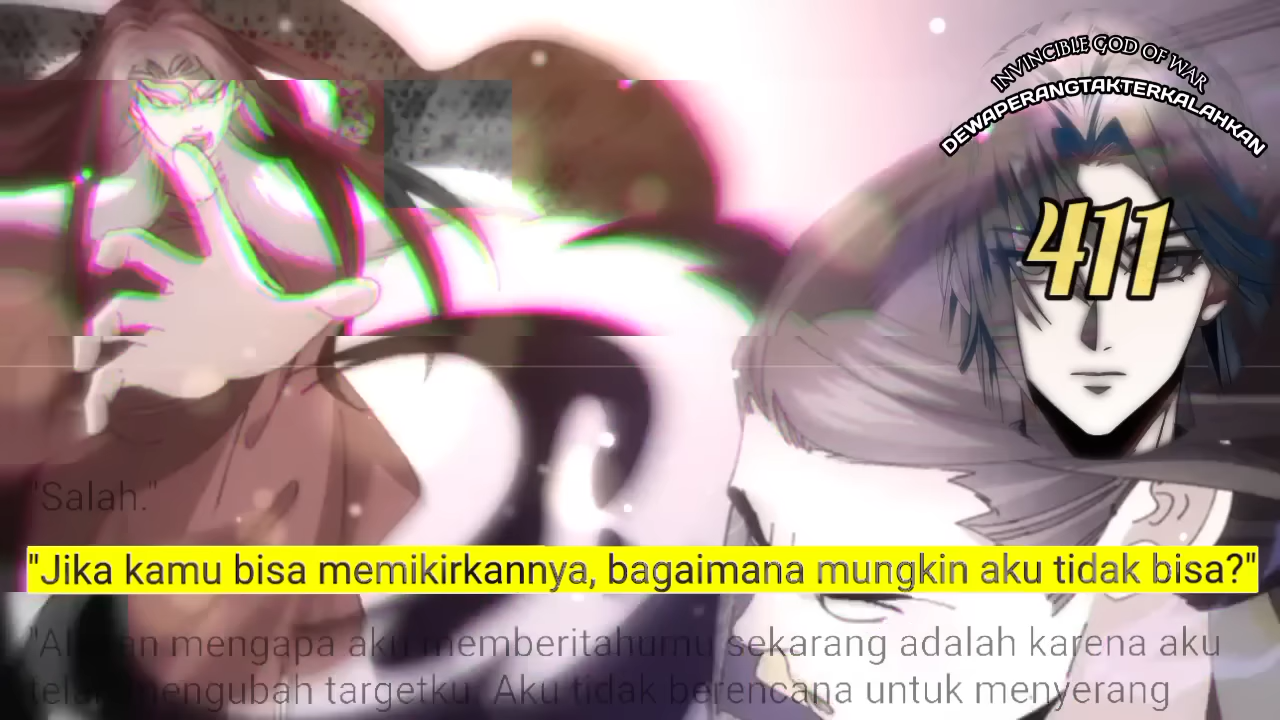 INVINCIBLE GOD OF WAR
DEWAPERANGTAKTERKALAHKAN
411
"Salah."
"Jika kamu bisa memikirkannya, bagaimana mungkin aku tidak bisa?"
mengapa aku memberitahumu sekarang adalah karena aku
mengubah targetku. Aku tidak berencana untuk menyerang